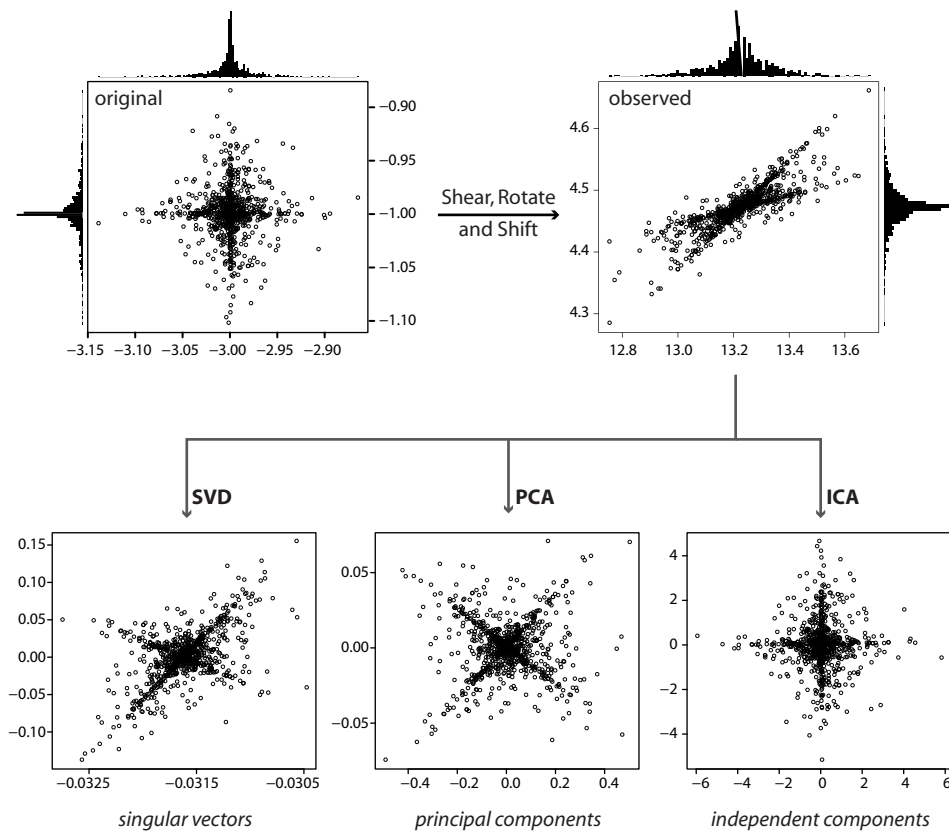 original
−0.90
−0.95
−1.00
−1.05
−1.10
−3.15 −3.05 −3.00 −2.95 −2.90
Shear, Rotate
and Shift
observed
4.6
4.5
4.4
4.3
12.8 13.0 13.2 13.4 13.6
SVD
0.15
0.10
0.05
0.00
−0.05
−0.10
−0.0325 −0.0315 −0.0305
singular vectors
PCA
0.05
0.00
−0.05
−0.4 −0.2 0.0 0.2 0.4
principal components
ICA
4
2
0
−2
−4
−6 −4 −2 0 2 4 6
independent components